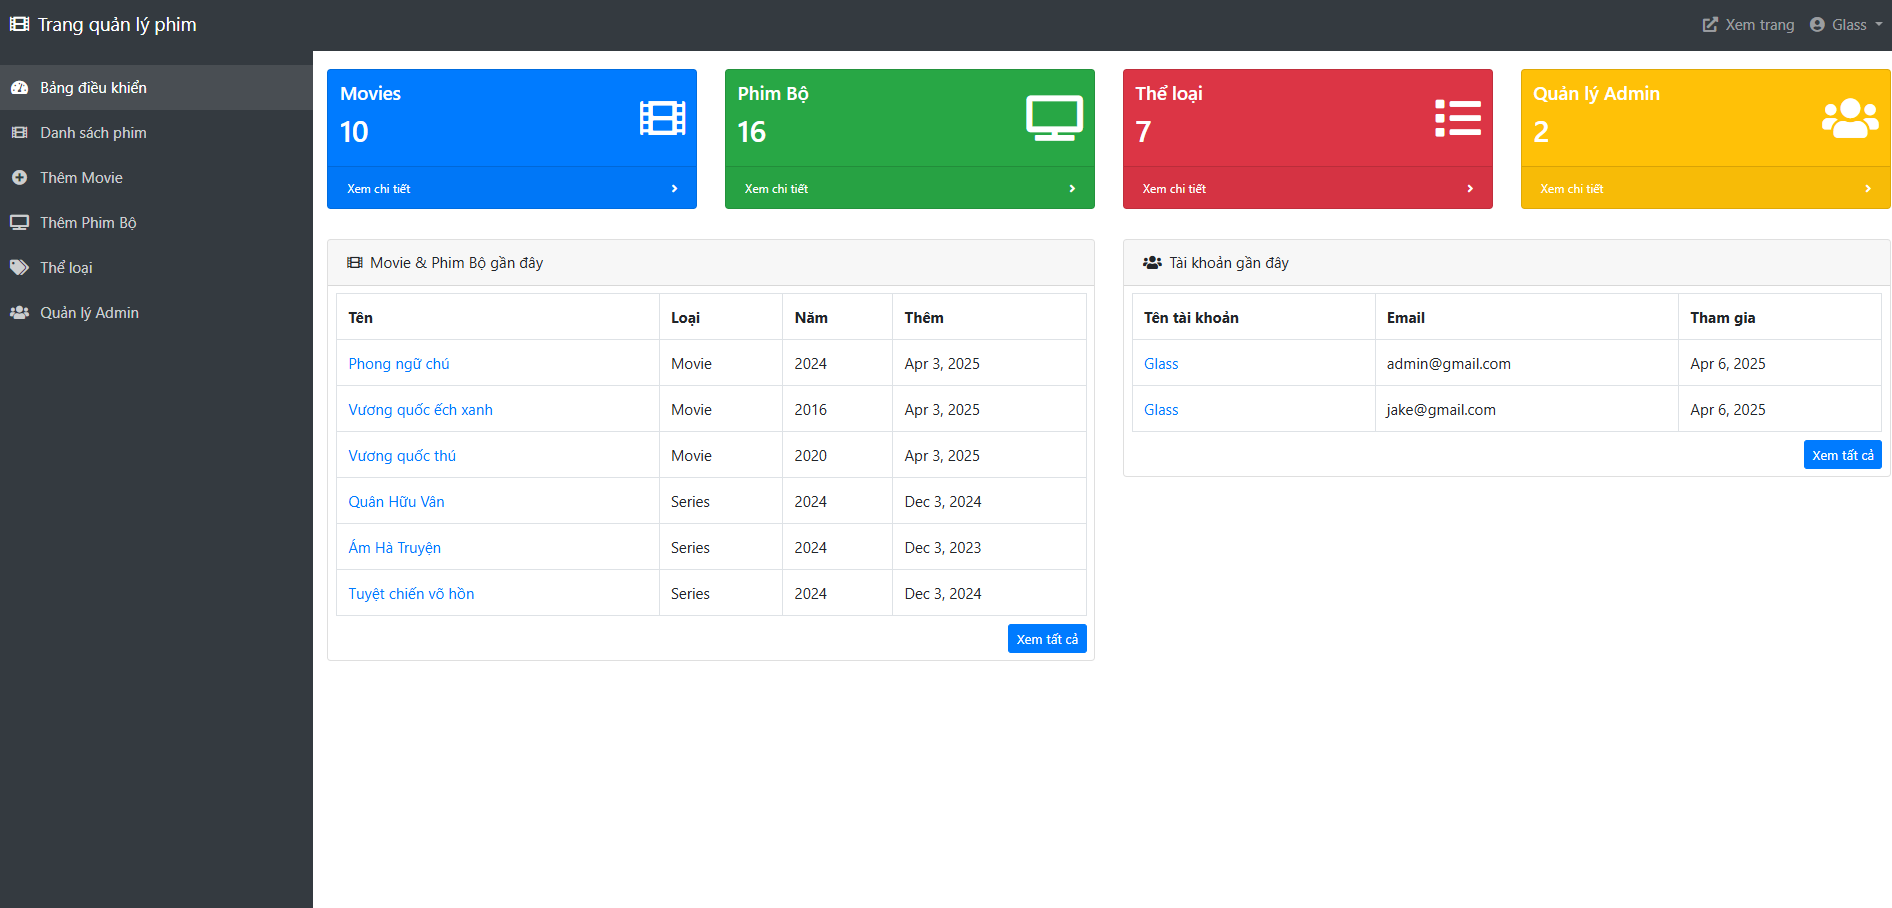 Trang quản lý phim
Xem trang
Glass
Bảng điều khiển
Danh sách phim
Thêm Movie
Thêm Phim Bộ
Thể loại
Quản lý Admin
Movies
10
Xem chi tiết
Phim Bộ
16
Xem chi tiết
Thể loại
7
Xem chi tiết
Quản lý Admin
2
Xem chi tiết
Movie & Phim Bộ gần đây
Tên Loại Năm Thêm
Phong ngữ chú Movie 2024 Apr 3, 2025
Vương quốc ếch xanh Movie 2016 Apr 3, 2025
Vương quốc thú Movie 2020 Apr 3, 2025
Quân Hữu Vân Series 2024 Dec 3, 2024
Ám Hà Truyện Series 2024 Dec 3, 2023
Tuyệt chiến võ hồn Series 2024 Dec 3, 2024
Xem tất cả
Tài khoản gần đây
Tên tài khoản Email Tham gia
Glass admin@gmail.com Apr 6, 2025
Glass jake@gmail.com Apr 6, 2025
Xem tất cả